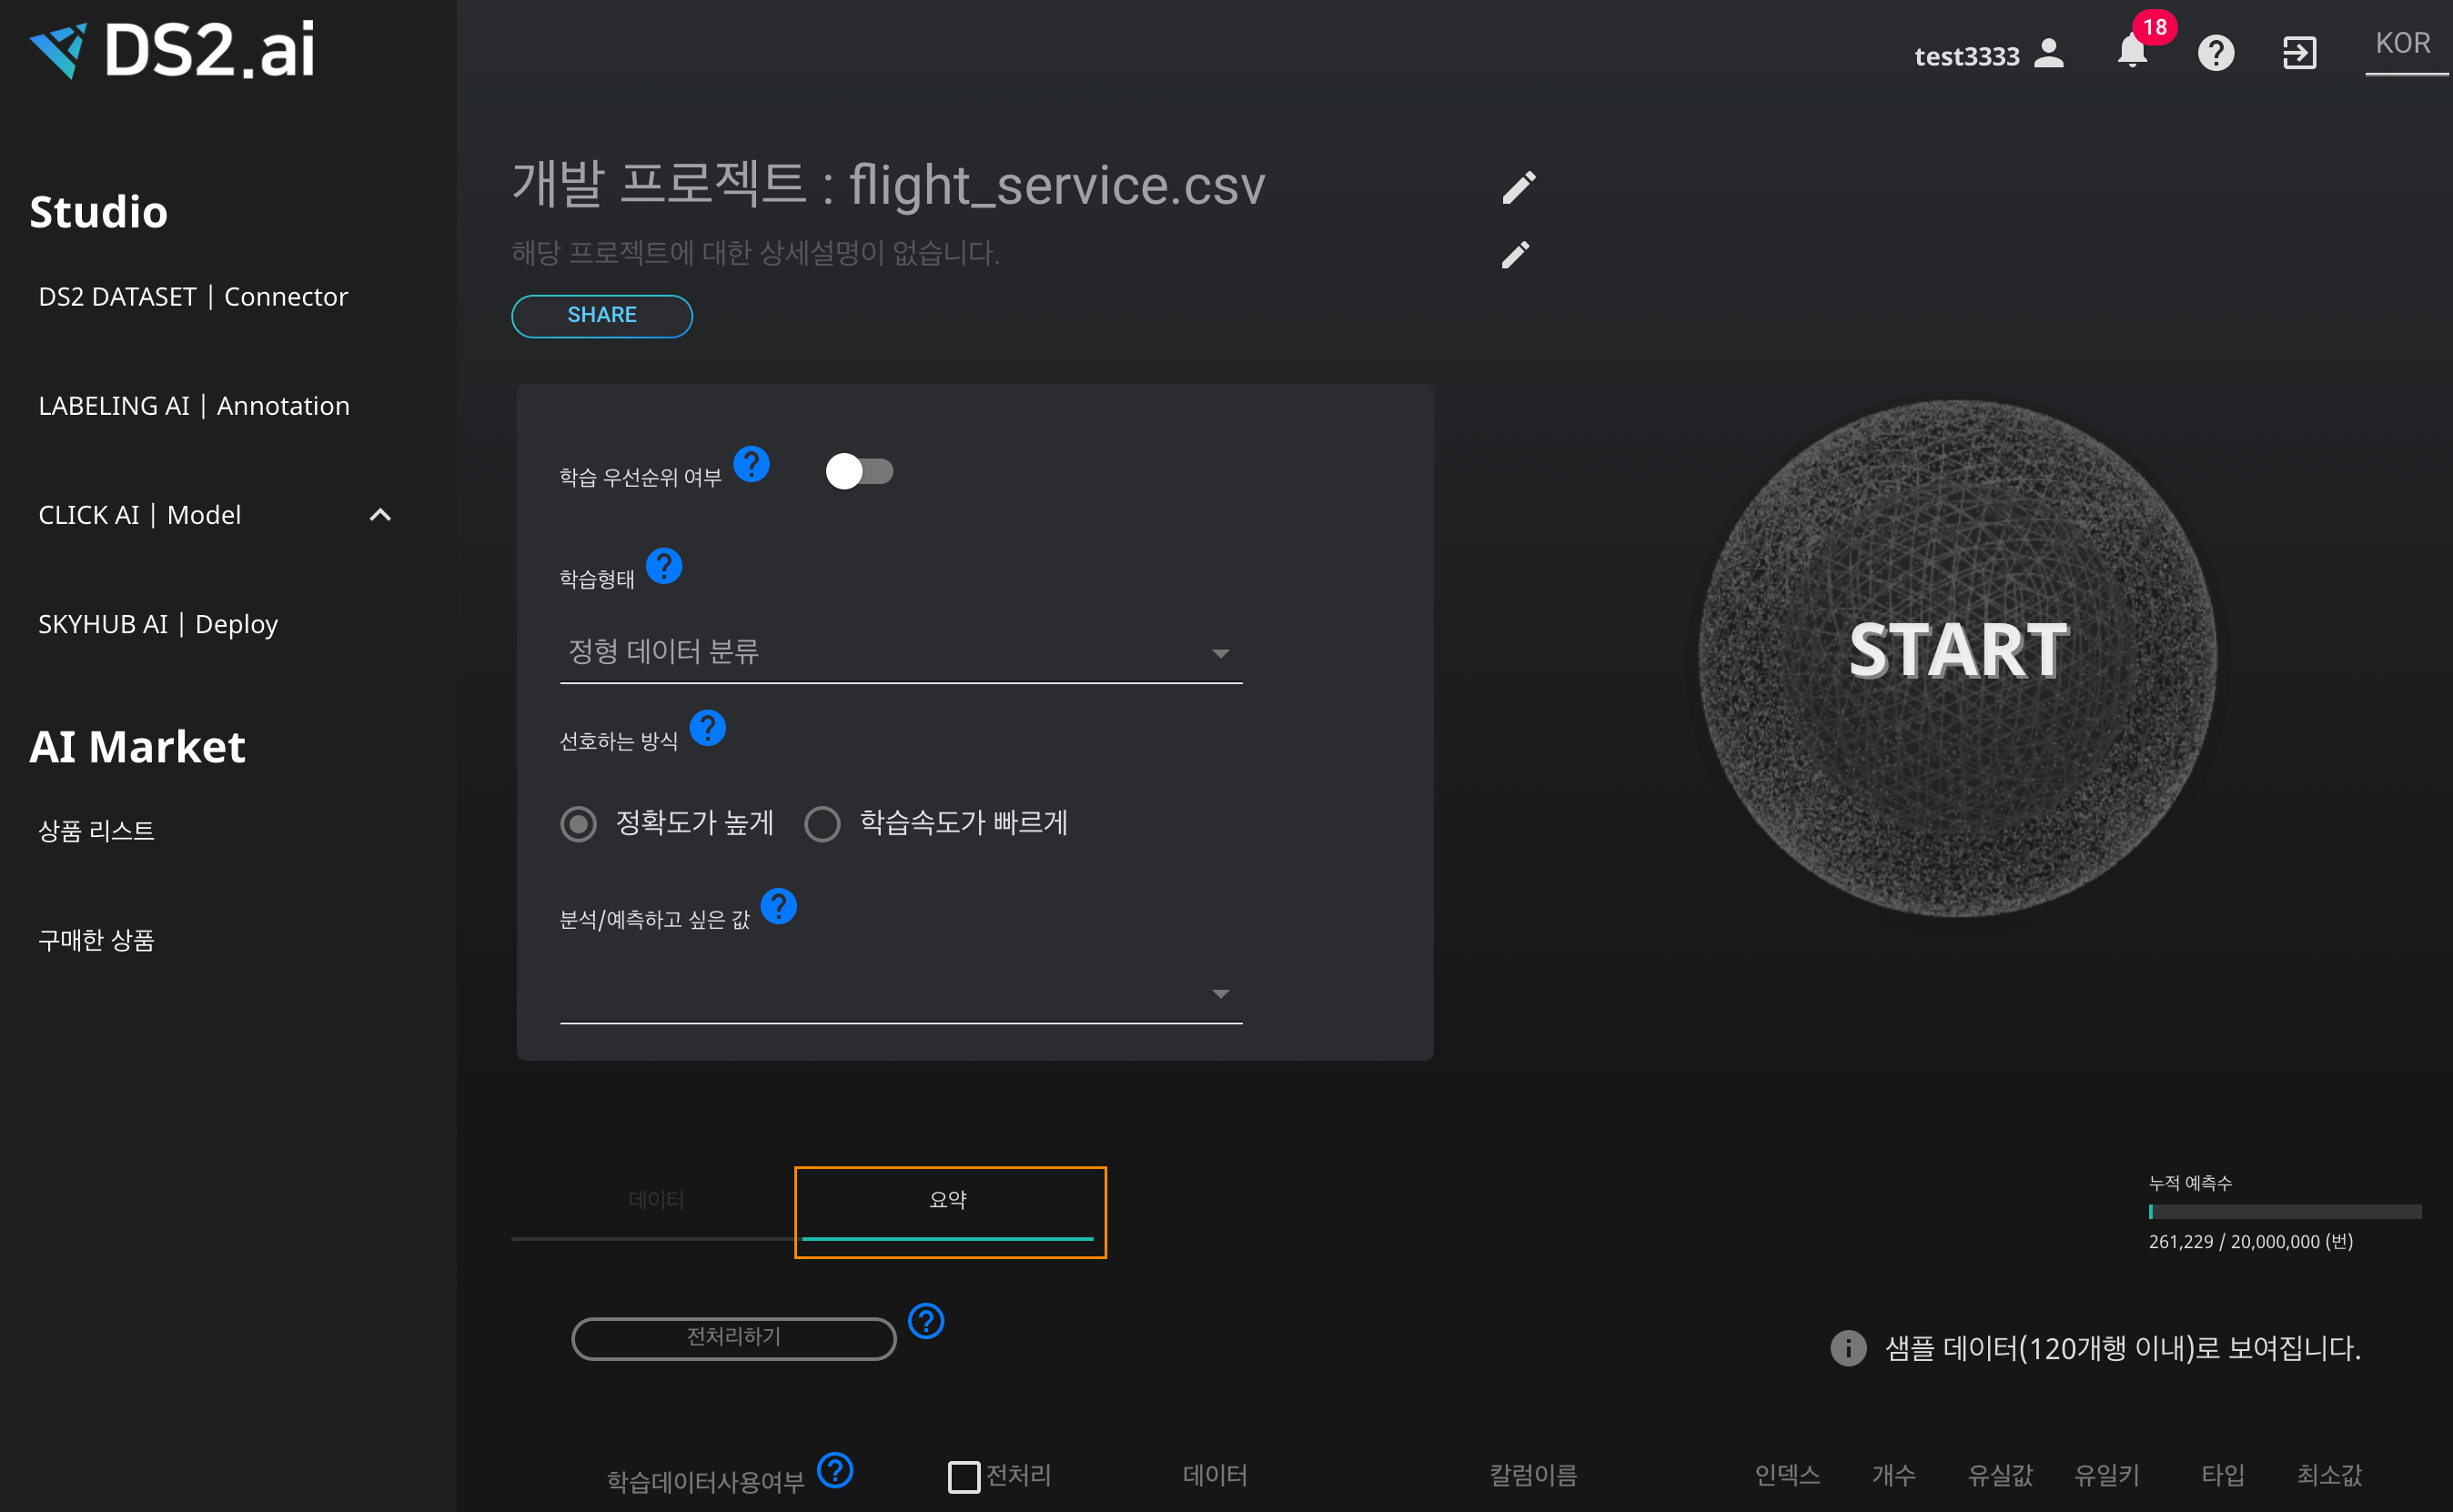 DS2.ai
test3333
18
KOR
Studio
DS2 DATASET | Connector
LABELING AI | Annotation
CLICK AI | Model
SKYHUB AI | Deploy
AI Market
상품 리스트
구매한 상품
개발 프로젝트 : flight_service.csv
해당 프로젝트에 대한 상세설명이 없습니다.
SHARE
학습 우선순위 여부
학습형태
정형 데이터 분류
선호하는 방식
정확도가 높게
학습속도가 빠르게
분석/예측하고 싶은 값
START
데이터
요약
누적 예측수
261,229 / 20,000,000 (번)
전처리하기
샘플 데이터(120개행 이내)로 보여집니다.
학습데이터사용여부 전처리 데이터 칼럼이름 인덱스 개수 유실값 유일키 타입 최소값